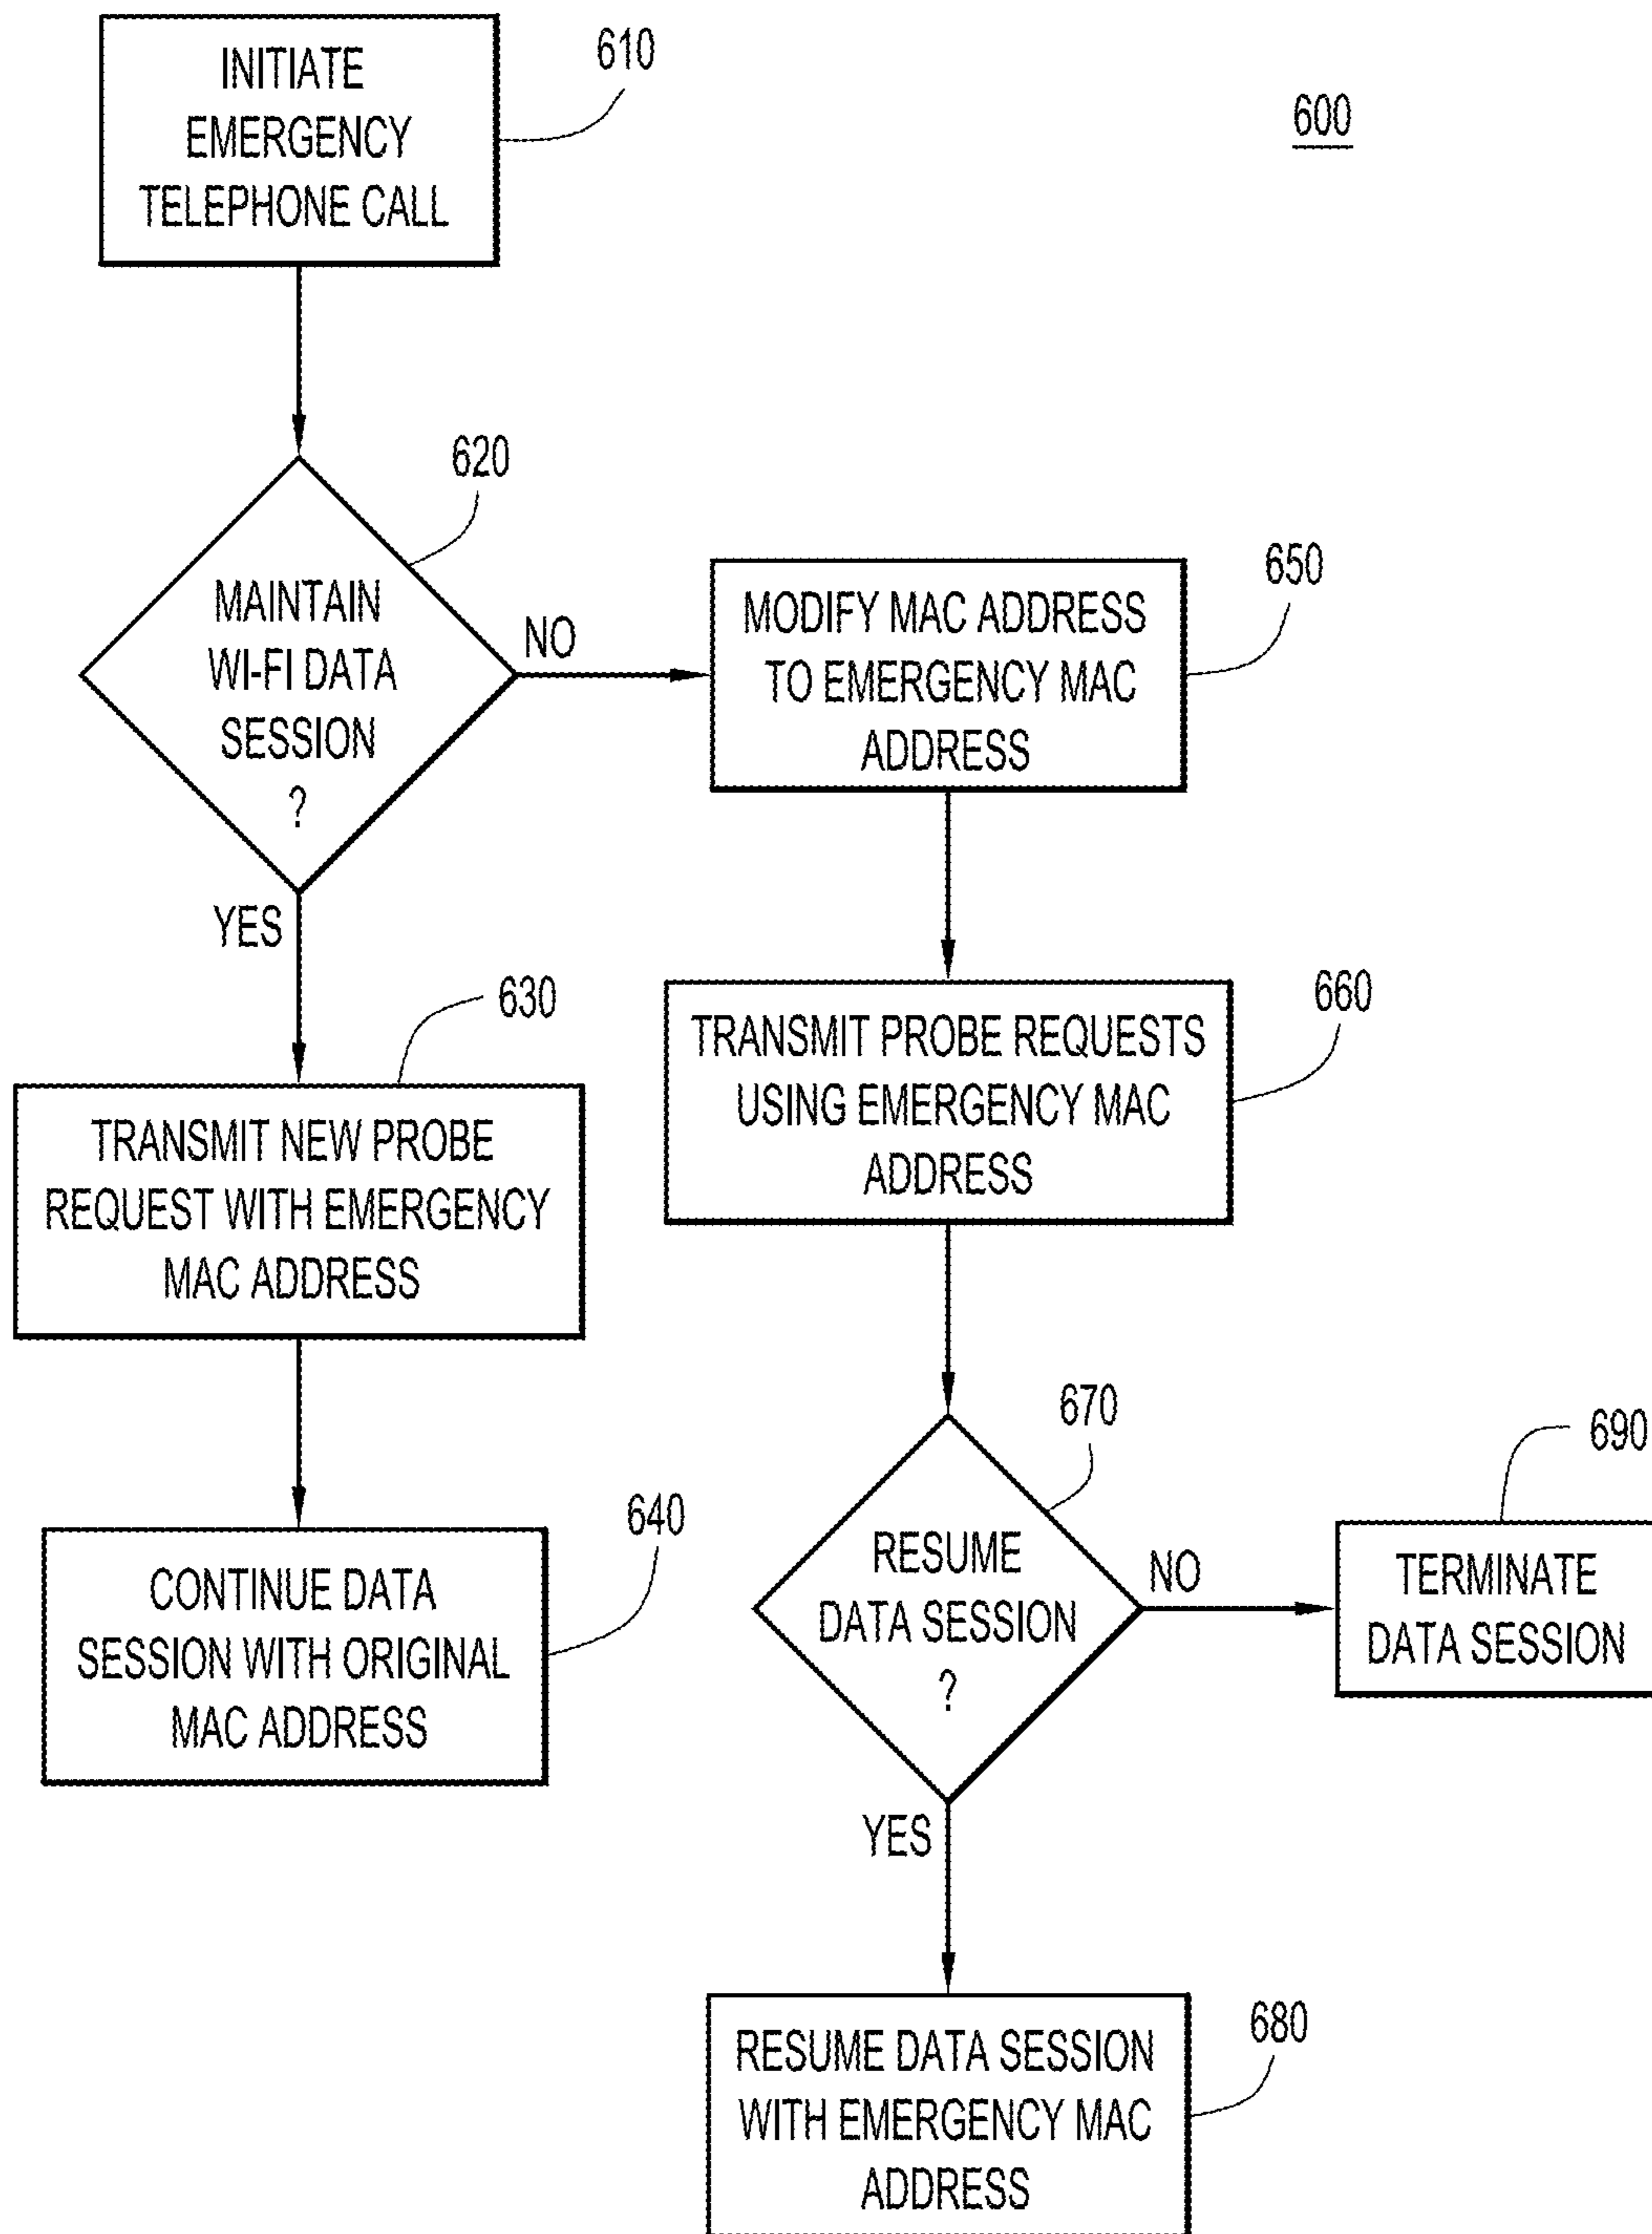 INITIATE
EMERGENCY
TELEPHONE CALL
610
600
620
MAINTAIN
WI-FI DATA
SESSION
?
NO
YES
650
MODIFY MAC ADDRESS
TO EMERGENCY MAC
ADDRESS
630
TRANSMIT NEW PROBE
REQUEST WITH EMERGENCY
MAC ADDRESS
660
TRANSMIT PROBE REQUESTS
USING EMERGENCY MAC
ADDRESS
640
CONTINUE DATA
SESSION WITH ORIGINAL
MAC ADDRESS
670
RESUME
DATA SESSION
?
NO
YES
690
TERMINATE
DATA SESSION
680
RESUME DATA SESSION
WITH EMERGENCY MAC
ADDRESS